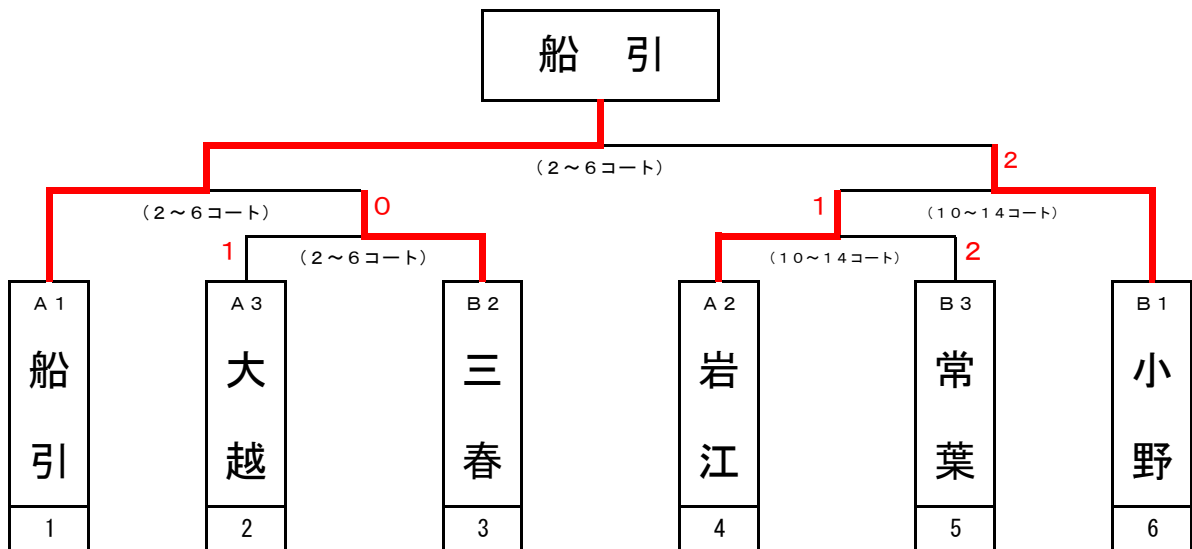 船 引
(2～6コート)
2
(2～6コート)
0
1
(10～14コート)
1
(2～6コート)
(10～14コート)
2
A1
船引
1
A3
大越
2
B2
三春
3
A2
岩江
4
B3
常葉
5
B1
小野
6